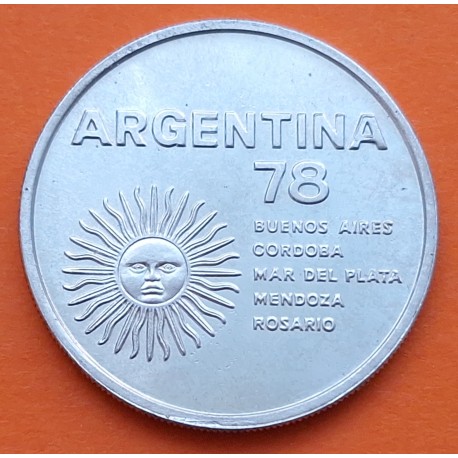 ARGENTINA
78
BUENOS AIRES
CORDOBA
MAR DEL PLATA
MENDOZA
ROSARIO